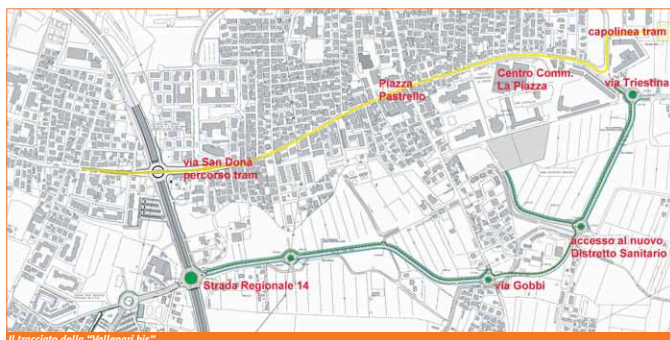 capolinea tram
Centro Comm.
La Piazza
Piazza
Pastrello
via Triestina
via San Dona
percorso tram
accesso al nuovo
Distretto Sanitario
Strada Regionale 14
via Gobbi
Il tracciato della "Vallenari bis"